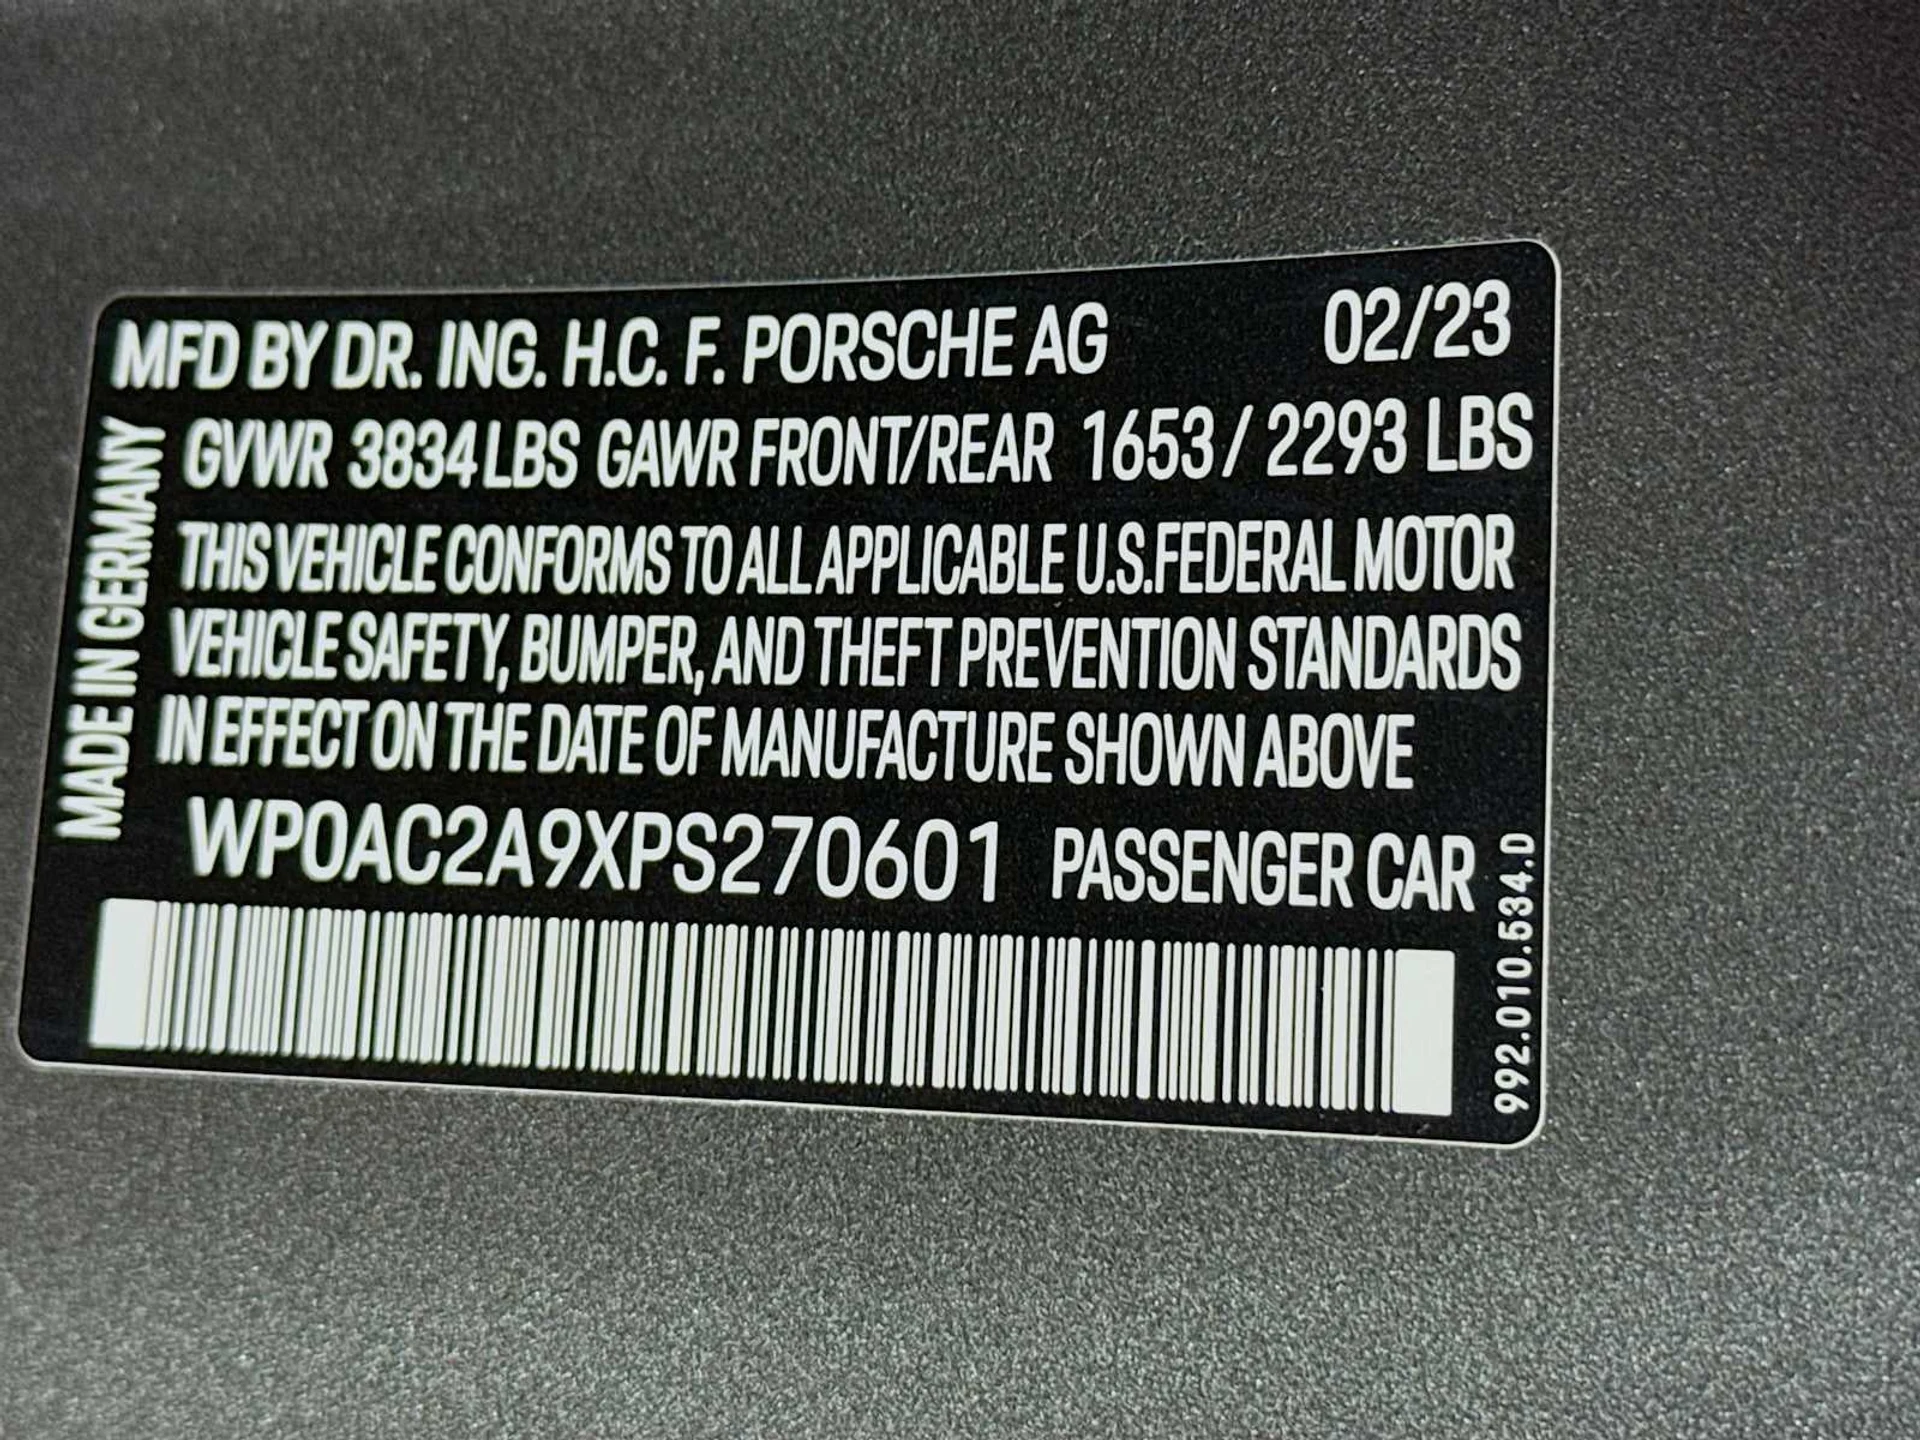 MFD BY DR. ING. H.C. F. PORSCHE AG 02/23
GVWR 3834 LBS GAWR FRONT/REAR 1653 / 2293 LBS
THIS VEHICLE CONFORMS TO ALL APPLICABLE U.S. FEDERAL MOTOR
VEHICLE SAFETY, BUMPER, AND THEFT PREVENTION STANDARDS
IN EFFECT ON THE DATE OF MANUFACTURE SHOWN ABOVE
WP0AC2A9XPS270601 PASSENGER CAR
MADE IN GERMANY
992.010.534.D